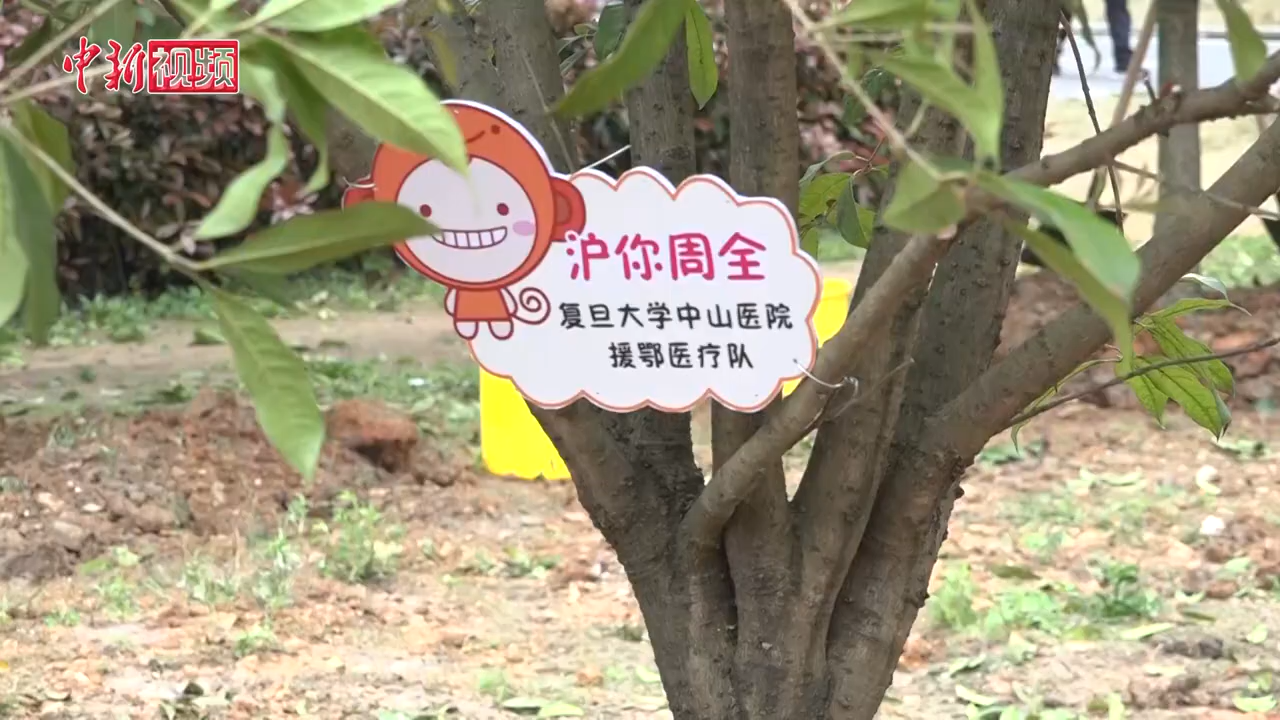 中新视频
沪你周全
复旦大学中山医院
援鄂医疗队